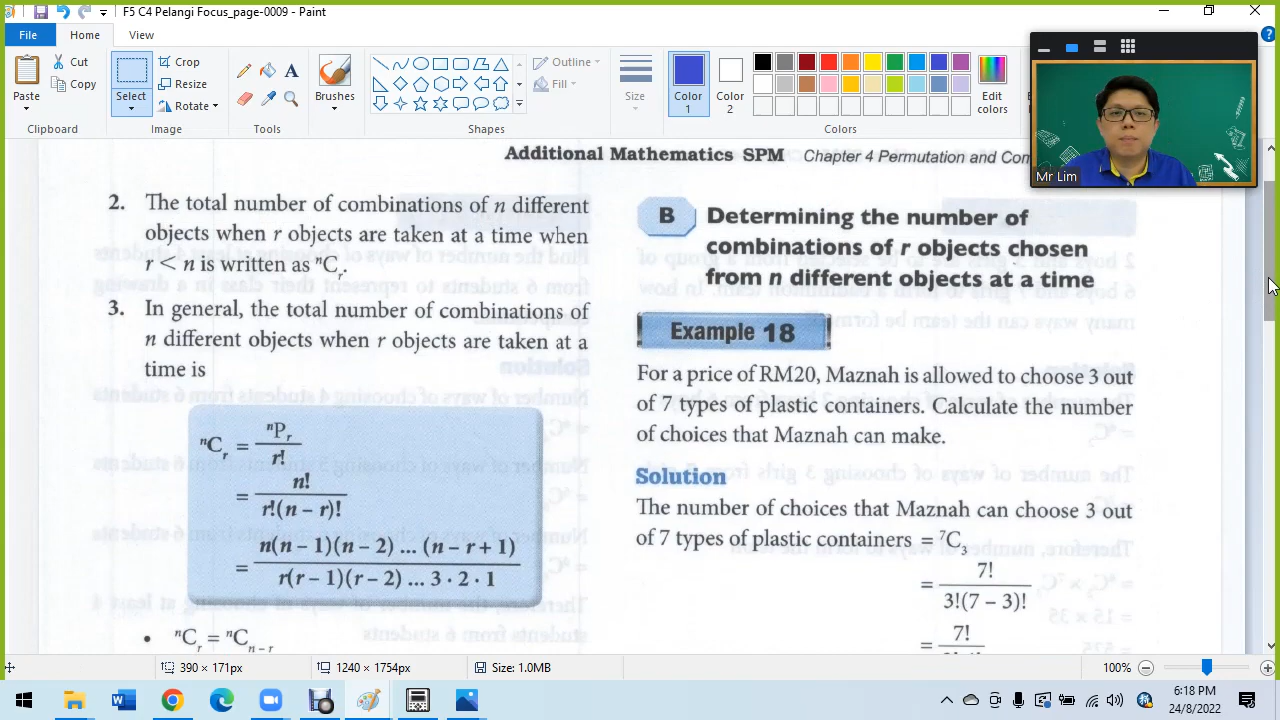 F5 C4 Pelangi Focus_page-0009 - Paint
File
Home
View
Paste
Cut
Copy
Clipboard
Select
Crop
Resize
Rotate
Image
A
Tools
Brushes
Outline
Fill
Shapes
Size
Color 1
Color 2
Edit colors
Colors
Mr Lim
Additional Mathematics SPM Chapter 4 Permutation and Com
2. The total number of combinations of n different
objects when r objects are taken at a time when
r < n is written as ⁿCᵣ.
3. In general, the total number of combinations of
n different objects when r objects are taken at a
time is
ⁿCᵣ = ⁿPᵣ / r!
= n! / r!(n – r)!
= n(n – 1)(n – 2) ... (n – r + 1) / r(r – 1)(r – 2) ... 3 • 2 • 1
• ⁿCᵣ = ⁿCₙ₋ᵣ
B Determining the number of
combinations of r objects chosen
from n different objects at a time
Example 18
For a price of RM20, Maznah is allowed to choose 3 out
of 7 types of plastic containers. Calculate the number
of choices that Maznah can make.
Solution
The number of choices that Maznah can choose 3 out
of 7 types of plastic containers = ⁷C₃
= 7! / 3!(7 – 3)!
= 7!
390 × 171px
1240 × 1754px
Size: 1.0MB
100%
6:18 PM
24/8/2022